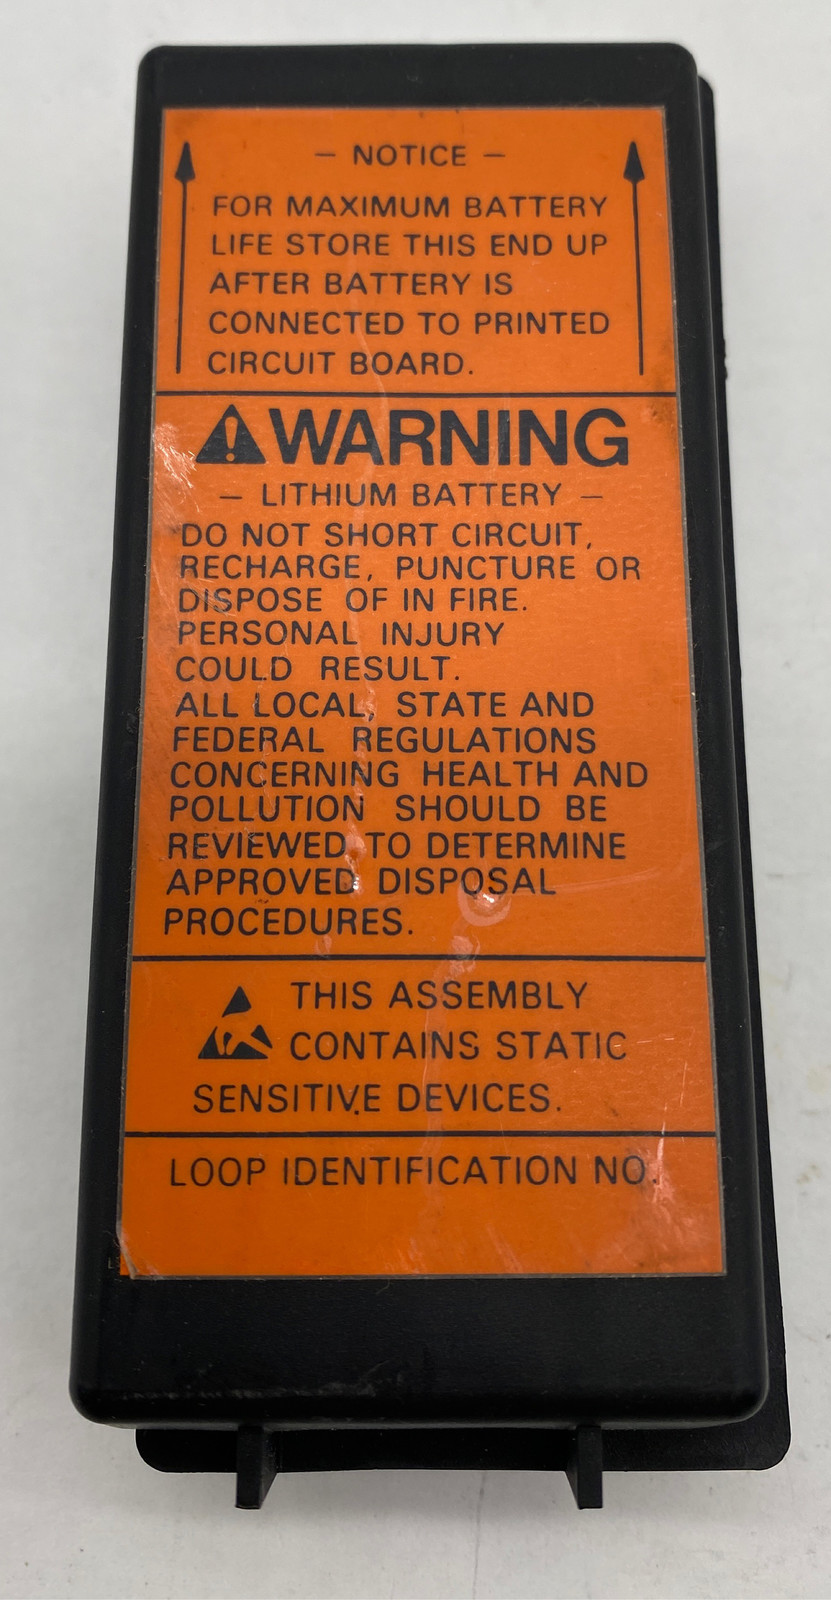 – NOTICE –
FOR MAXIMUM BATTERY
LIFE STORE THIS END UP
AFTER BATTERY IS
CONNECTED TO PRINTED
CIRCUIT BOARD.
WARNING
– LITHIUM BATTERY –
DO NOT SHORT CIRCUIT,
RECHARGE, PUNCTURE OR
DISPOSE OF IN FIRE.
PERSONAL INJURY
COULD RESULT.
ALL LOCAL, STATE AND
FEDERAL REGULATIONS
CONCERNING HEALTH AND
POLLUTION SHOULD BE
REVIEWED TO DETERMINE
APPROVED DISPOSAL
PROCEDURES.
THIS ASSEMBLY
CONTAINS STATIC
SENSITIVE DEVICES.
LOOP IDENTIFICATION NO.